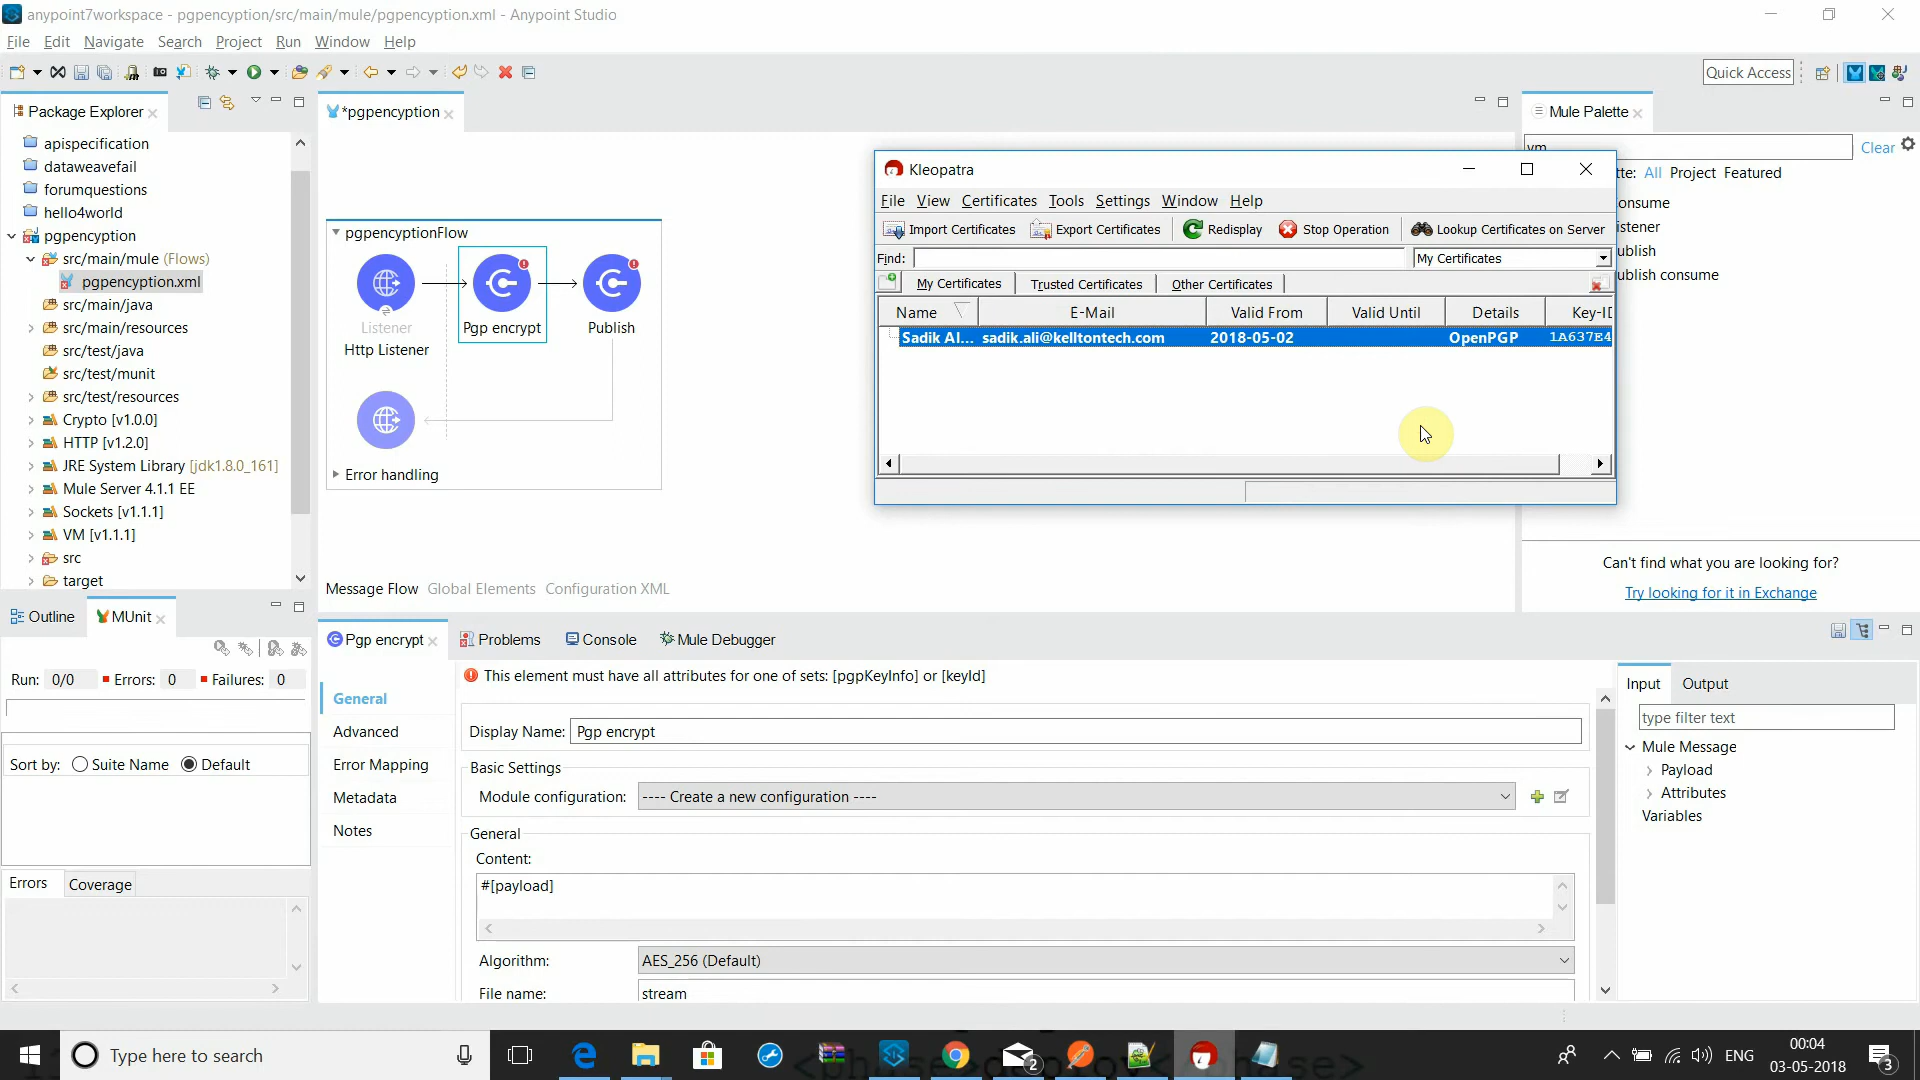 anypoint7workspace - pgpencyption/src/main/mule/pgpencyption.xml - Anypoint Studio
File Edit Navigate Search Project Run Window Help
Quick Access
Package Explorer
apispecification
dataweavefail
forumquestions
hello4world
pgpencyption
src/main/mule (Flows)
pgpencyption.xml
src/main/java
src/main/resources
src/test/java
src/test/munit
src/test/resources
Crypto [v1.0.0]
HTTP [v1.2.0]
JRE System Library [jdk1.8.0_161]
Mule Server 4.1.1 EE
Sockets [v1.1.1]
VM [v1.1.1]
src
target
*pgpencyption
pgpencyptionFlow
Listener
Http Listener
Pgp encrypt
Publish
Error handling
Message Flow Global Elements Configuration XML
Kleopatra
File View Certificates Tools Settings Window Help
Import Certificates Export Certificates Redisplay Stop Operation Lookup Certificates on Server
Find: My Certificates
My Certificates Trusted Certificates Other Certificates
Name E-Mail Valid From Valid Until Details Key-ID
Sadik Al... sadik.ali@kelltontech.com 2018-05-02 OpenPGP 1A637E4
Mule Palette
vm Clear
tte: All Project Featured
onsume
istener
ublish
ublish consume
Can't find what you are looking for?
Try looking for it in Exchange
Outline MUnit
Run: 0/0 Errors: 0 Failures: 0
Sort by: Suite Name Default
Errors Coverage
Pgp encrypt Problems Console Mule Debugger
This element must have all attributes for one of sets: [pgpKeyInfo] or [keyId]
General
Advanced
Error Mapping
Metadata
Notes
Display Name: Pgp encrypt
Basic Settings
Module configuration: ---- Create a new configuration ----
General
Content:
#[payload]
Algorithm: AES_256 (Default)
File name: stream
Input Output
type filter text
Mule Message
Payload
Attributes
Variables
Type here to search
2
ENG
00:04
03-05-2018
3